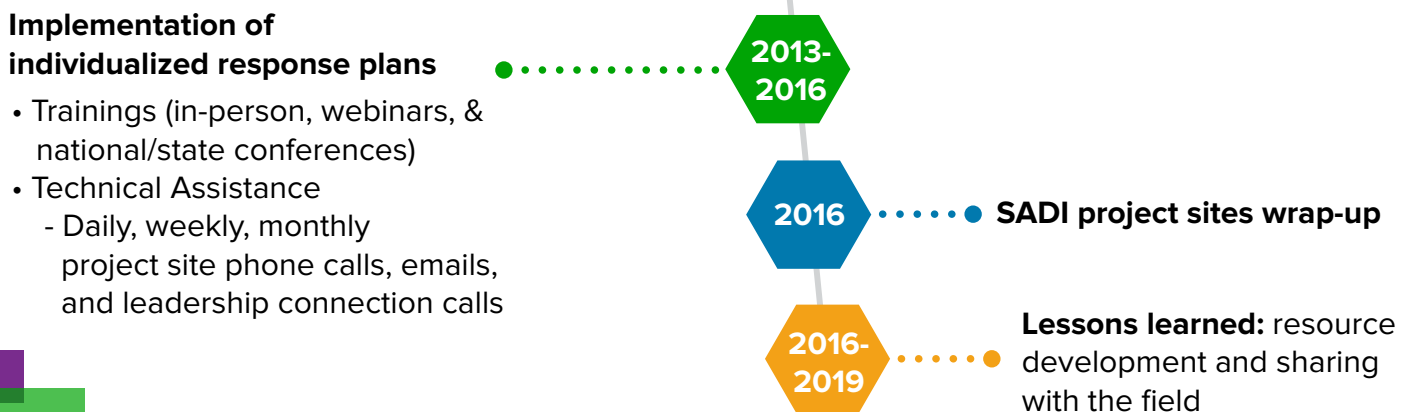 Implementation of
individualized response plans
• Trainings (in-person, webinars, &
national/state conferences)
• Technical Assistance
- Daily, weekly, monthly
project site phone calls, emails,
and leadership connection calls
2013-
2016
2016
SADI project sites wrap-up
2016-
2019
Lessons learned: resource
development and sharing
with the field